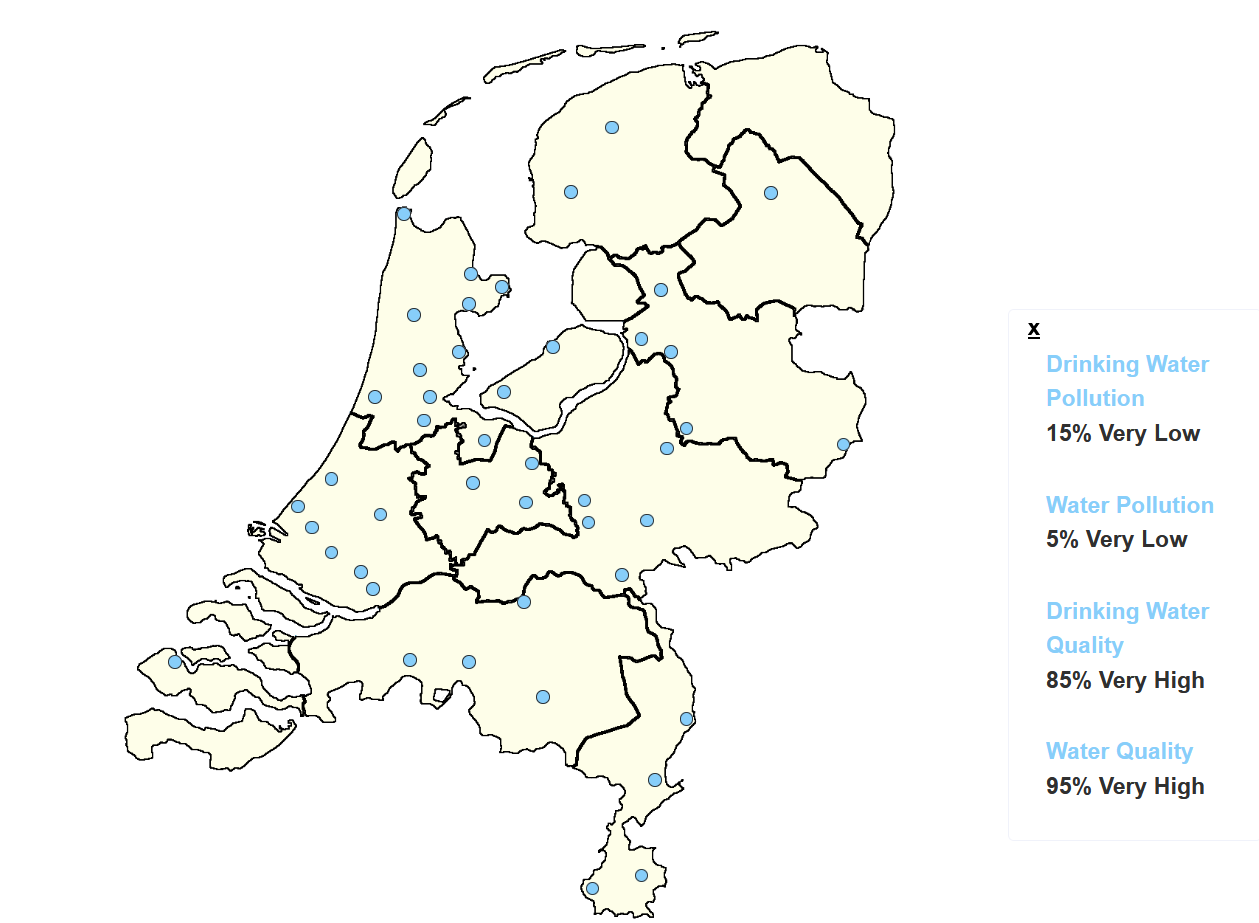 x
Drinking Water
Pollution
15% Very Low
Water Pollution
5% Very Low
Drinking Water
Quality
85% Very High
Water Quality
95% Very High